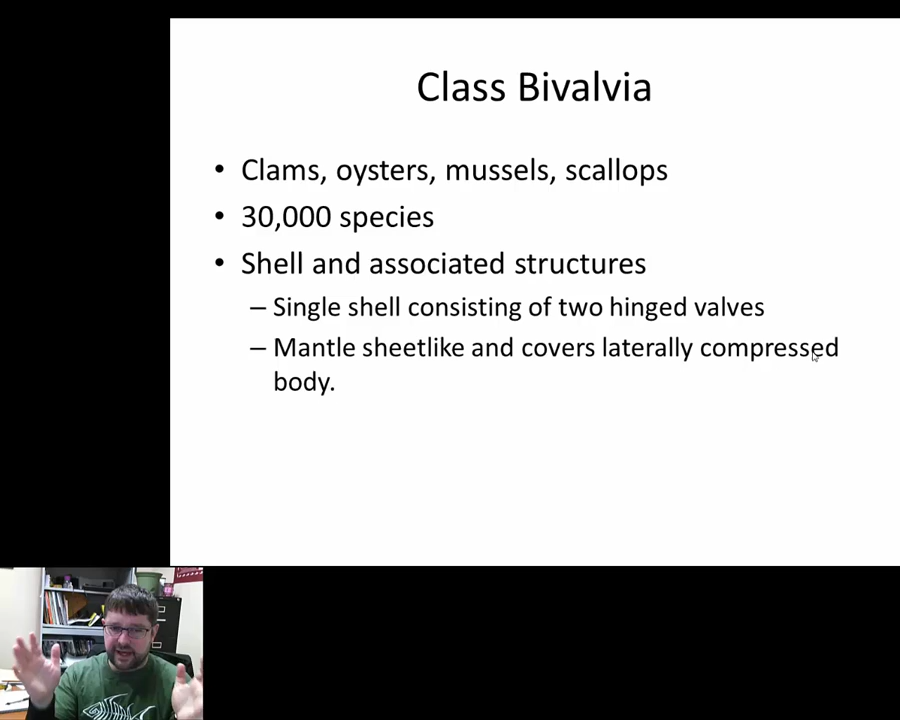 Class Bivalvia
• Clams, oysters, mussels, scallops
• 30,000 species
• Shell and associated structures
– Single shell consisting of two hinged valves
– Mantle sheetlike and covers laterally compressed
body.